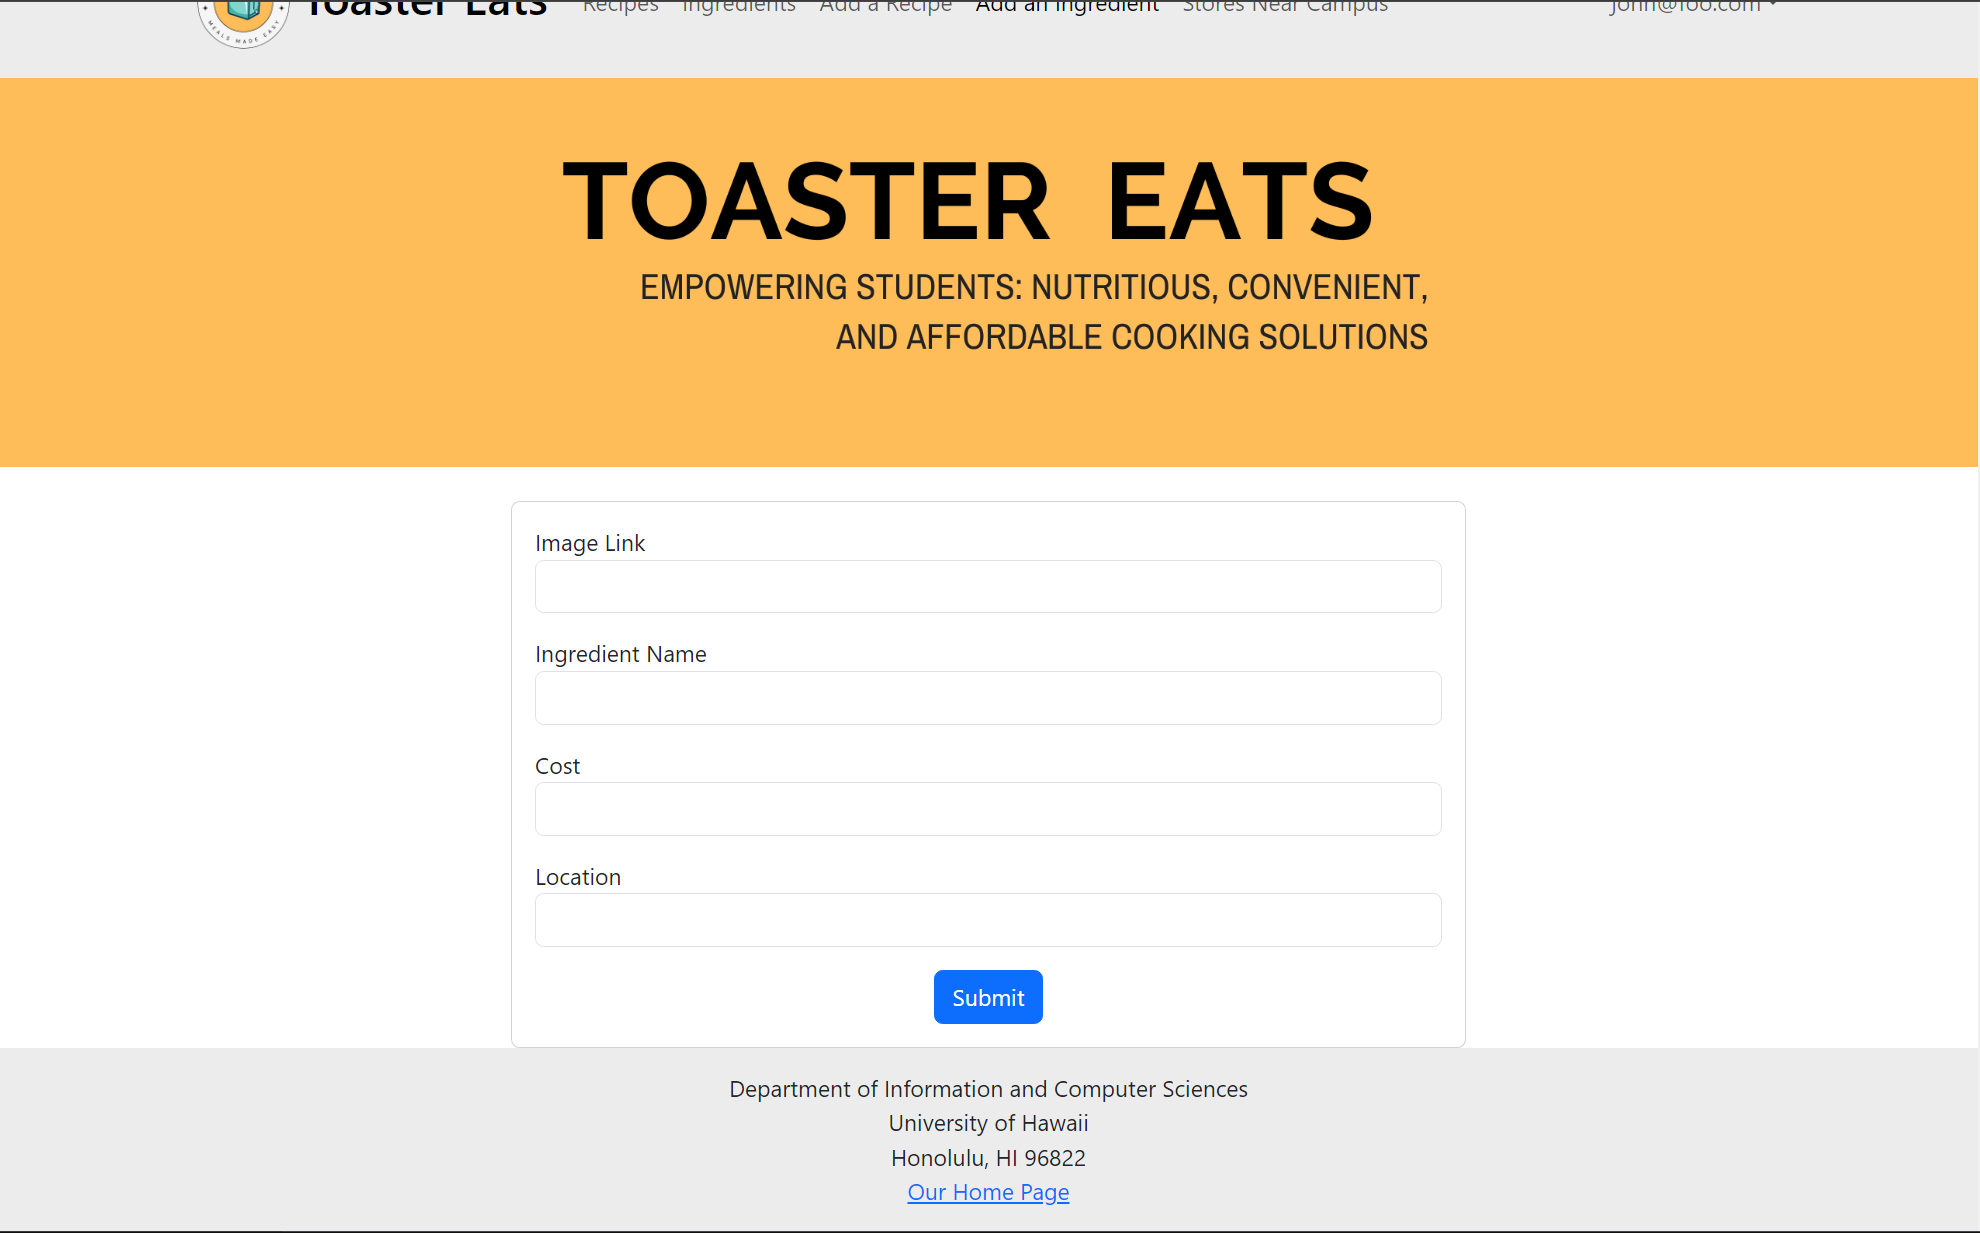 Toaster Eats Recipes Ingredients Add a Recipe Add an Ingredient Stores Near Campus john@foo.com
MEALS MADE EASY
TOASTER EATS
EMPOWERING STUDENTS: NUTRITIOUS, CONVENIENT,
AND AFFORDABLE COOKING SOLUTIONS
Image Link
Ingredient Name
Cost
Location
Submit
Department of Information and Computer Sciences
University of Hawaii
Honolulu, HI 96822
Our Home Page